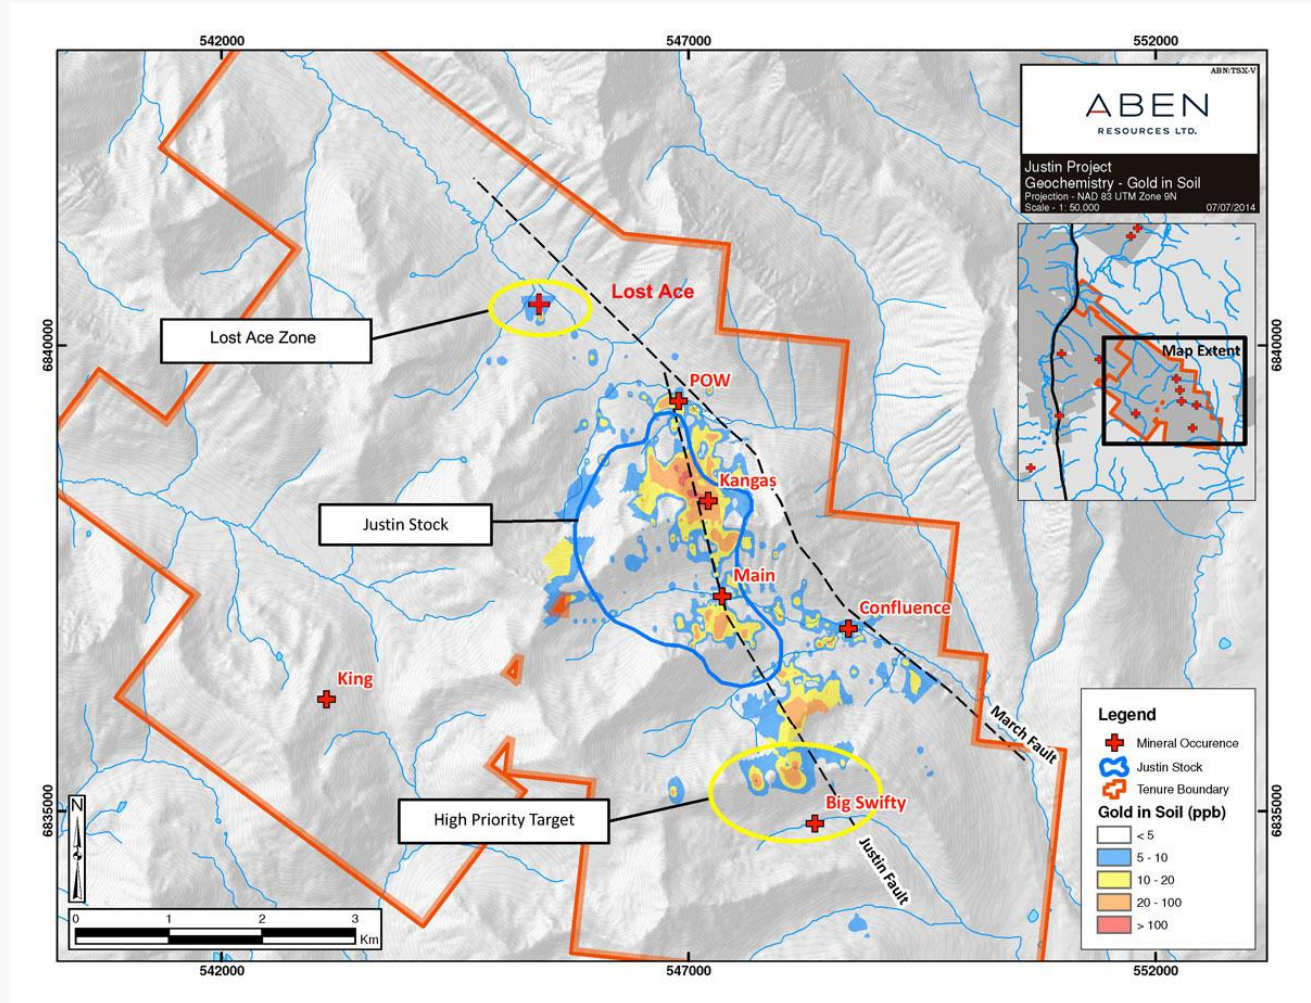 542000
547000
552000
ABN:TSX-V
ABEN
RESOURCES LTD.
Justin Project
Geochemistry - Gold in Soil
Projection - NAD 83 UTM Zone 9N
Scale - 1: 50,000
07/07/2014
Map Extent
6840000
6840000
Lost Ace
Lost Ace Zone
POW
Kangas
Justin Stock
Main
Confluence
King
March Fault
High Priority Target
Big Swifty
Justin Fault
6835000
6835000
Legend
Mineral Occurence
Justin Stock
Tenure Boundary
Gold in Soil (ppb)
< 5
5 - 10
10 - 20
20 - 100
> 100
N
0 1 2 3
Km
542000
547000
552000